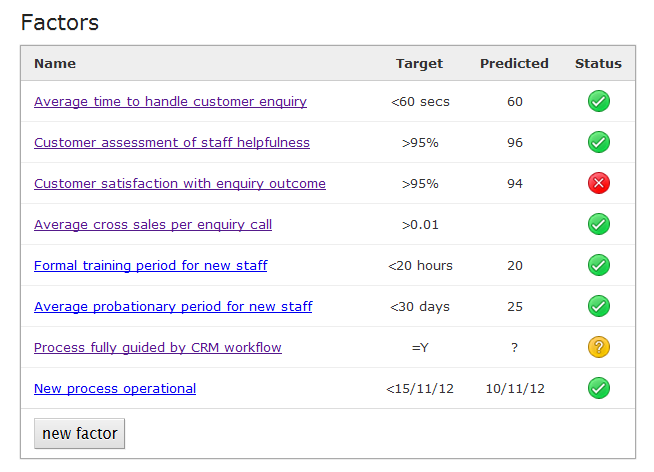 Factors
Name Target Predicted Status
Average time to handle customer enquiry <60 secs 60
Customer assessment of staff helpfulness >95% 96
Customer satisfaction with enquiry outcome >95% 94
Average cross sales per enquiry call >0.01
Formal training period for new staff <20 hours 20
Average probationary period for new staff <30 days 25
Process fully guided by CRM workflow =Y ? ?
New process operational <15/11/12 10/11/12
new factor